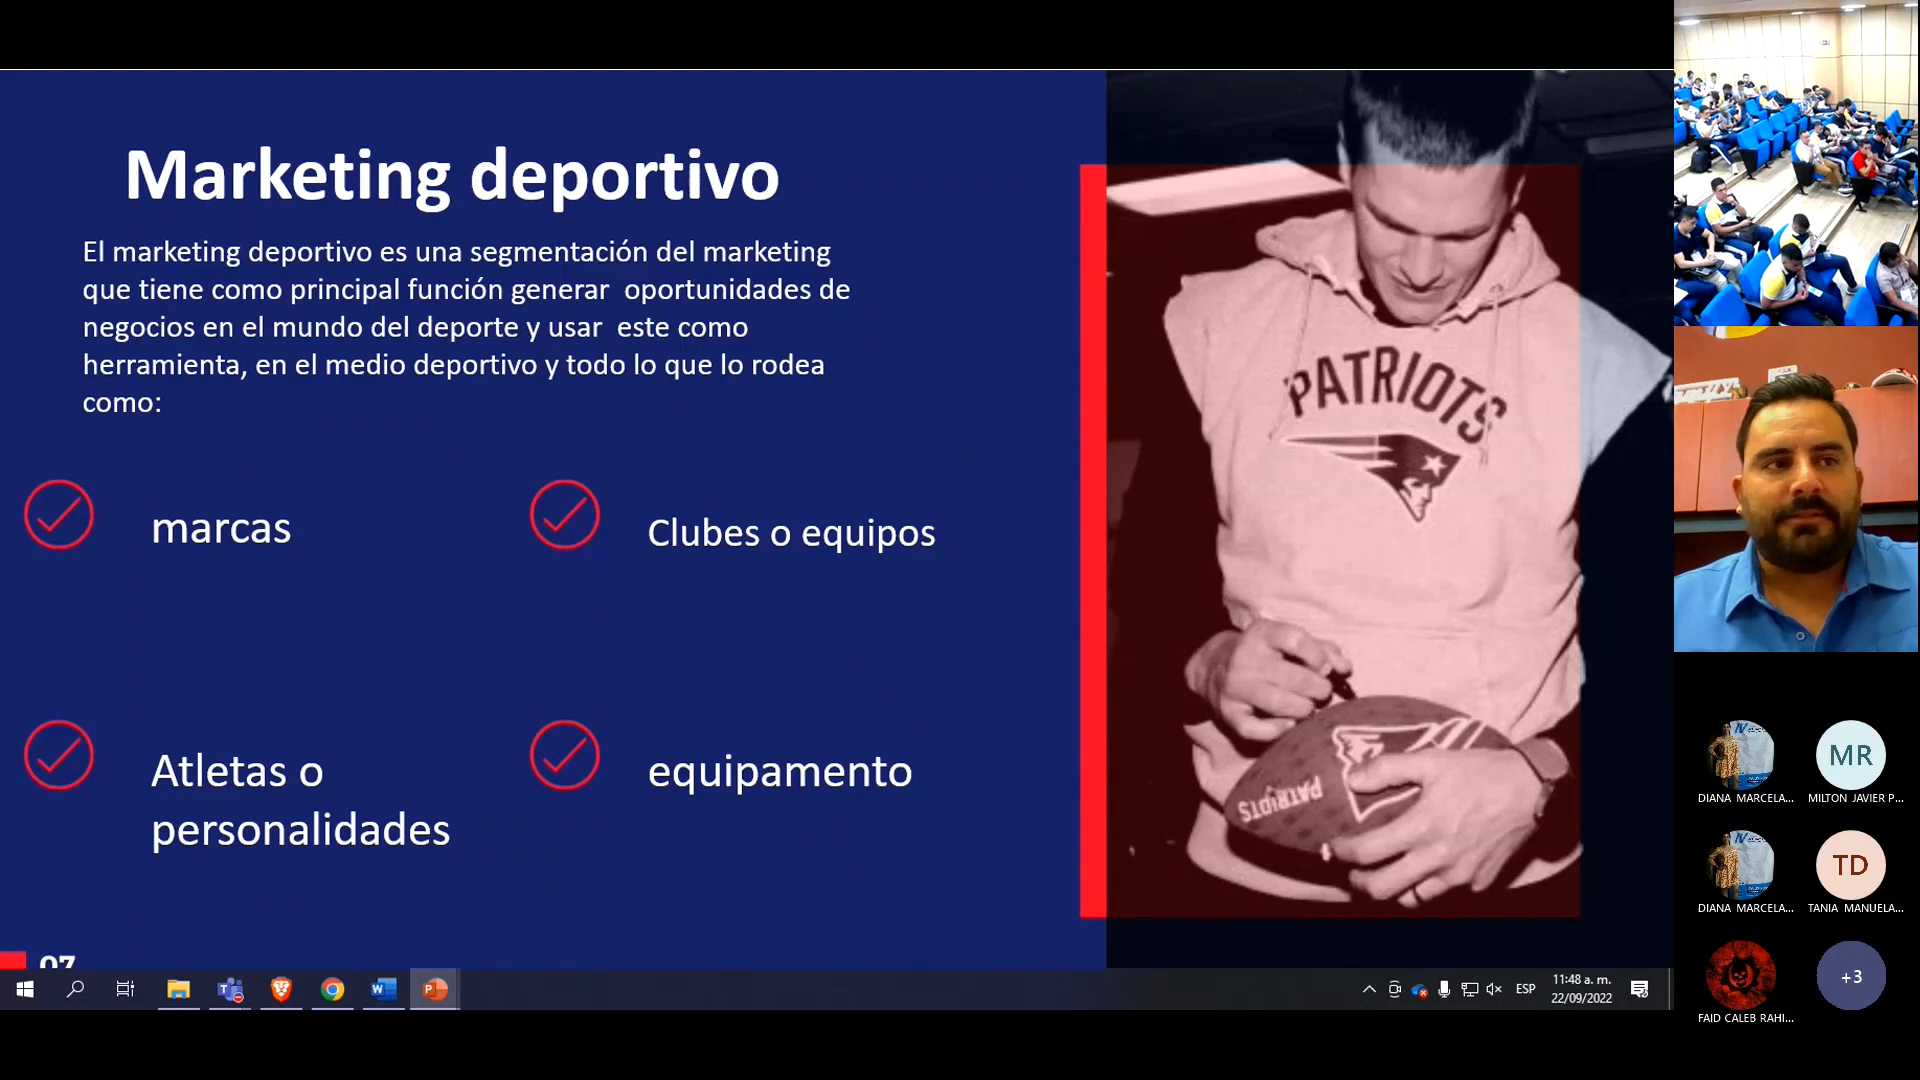 Marketing deportivo
El marketing deportivo es una segmentación del marketing
que tiene como principal función generar oportunidades de
negocios en el mundo del deporte y usar este como
herramienta, en el medio deportivo y todo lo que lo rodea
como:
marcas
Clubes o equipos
Atletas o
personalidades
equipamento
07
PATRIOTS
PATRIOTS
DIANA MARCELA...
MR
MILTON JAVIER P...
DIANA MARCELA...
TD
TANIA MANUELA...
FAID CALEB RAHI...
+3
ESP
11:48 a. m.
22/09/2022